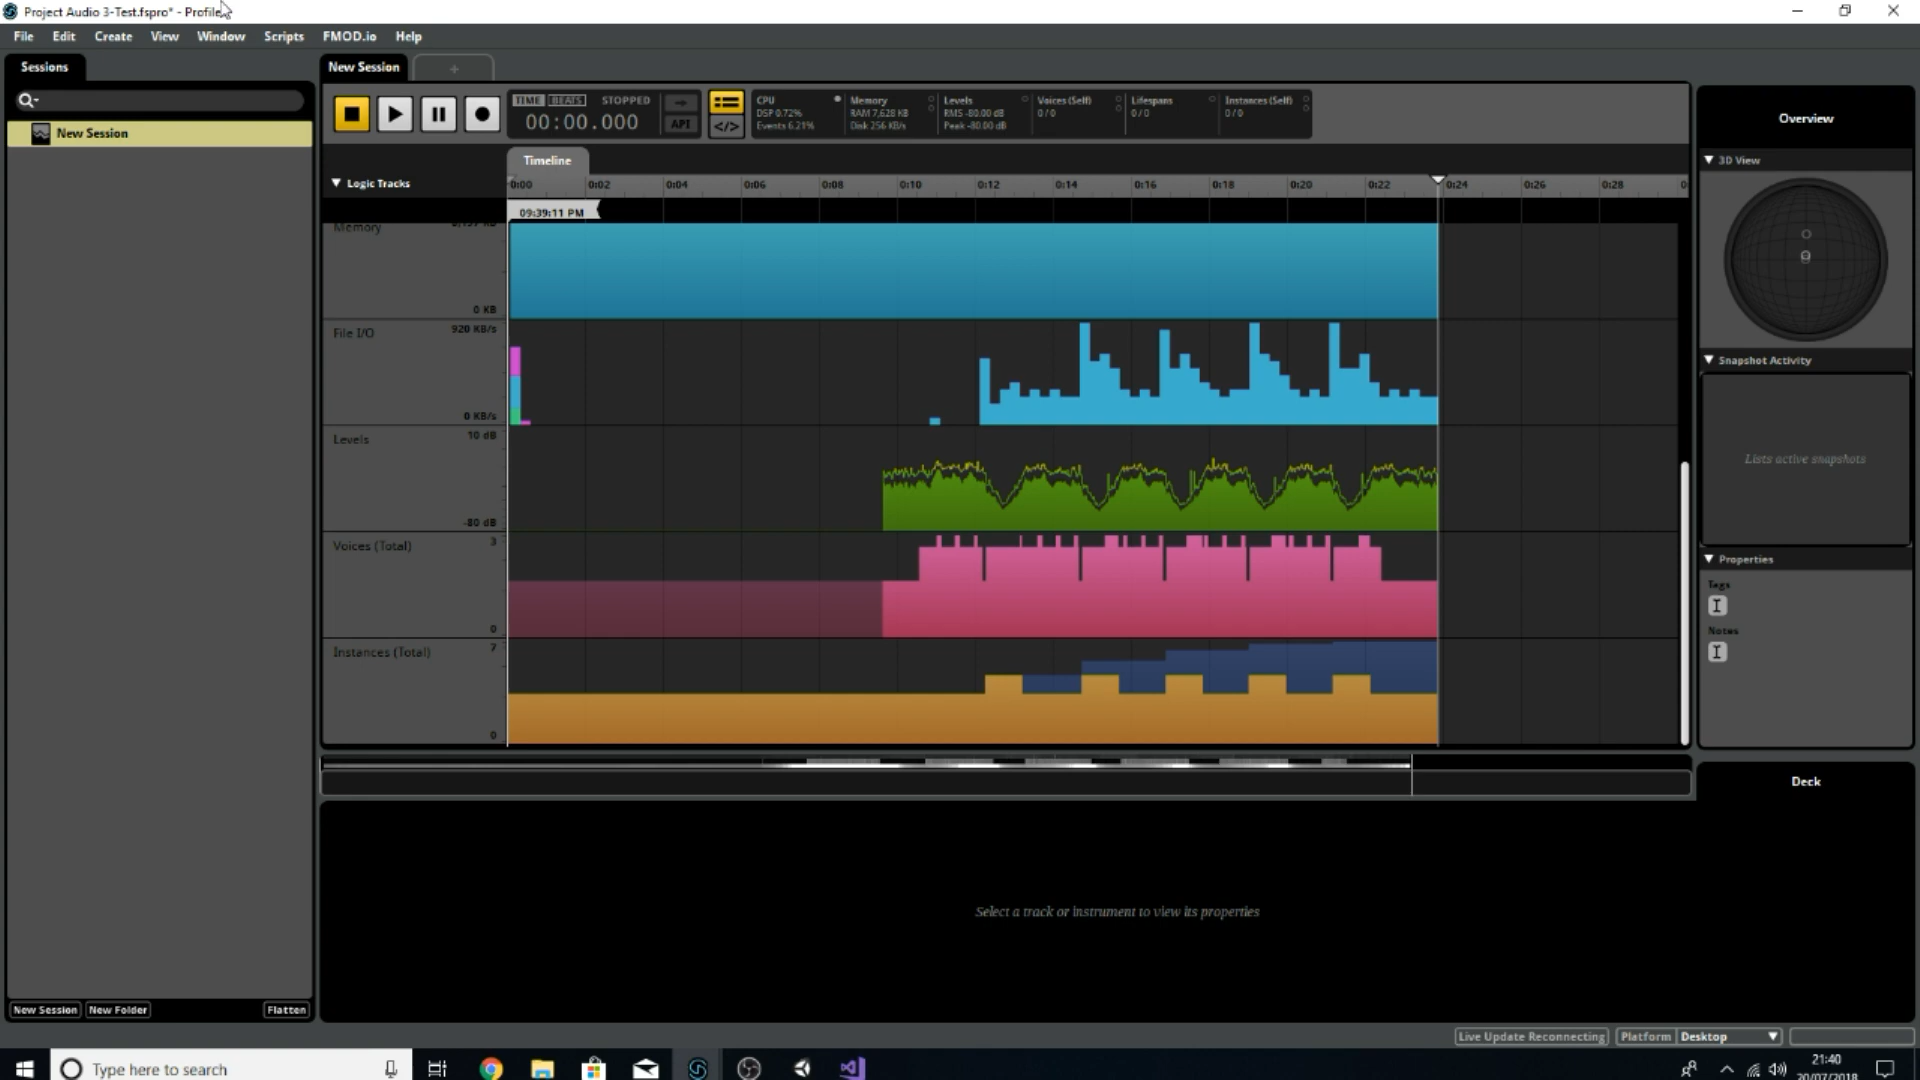 Project Audio 3-Test.fspro* - Profiler
File Edit Create View Window Scripts FMOD.io Help
Sessions
New Session
New Session +
TIME BEATS STOPPED
00:00.000
API
CPU
DSP 0.72%
Events 6.21%
Memory
RAM 7,628 KB
Disk 256 KB/s
Levels
RMS -80.00 dB
Peak -80.00 dB
Voices (Self)
0 / 0
Lifespans
0 / 0
Instances (Self)
0 / 0
Timeline
Logic Tracks
0:00 0:02 0:04 0:06 0:08 0:10 0:12 0:14 0:16 0:18 0:20 0:22 0:24 0:26 0:28
09:39:11 PM
Memory
0 KB
File I/O 920 KB/s
0 KB/s
Levels 10 dB
-80 dB
Voices (Total) 3
0
Instances (Total) 7
0
Overview
3D View
Snapshot Activity
Lists active snapshots
Properties
Tags
Notes
Deck
Select a track or instrument to view its properties
New Session New Folder Flatten
Live Update Reconnecting Platform Desktop
Type here to search
21:40
20/07/2018